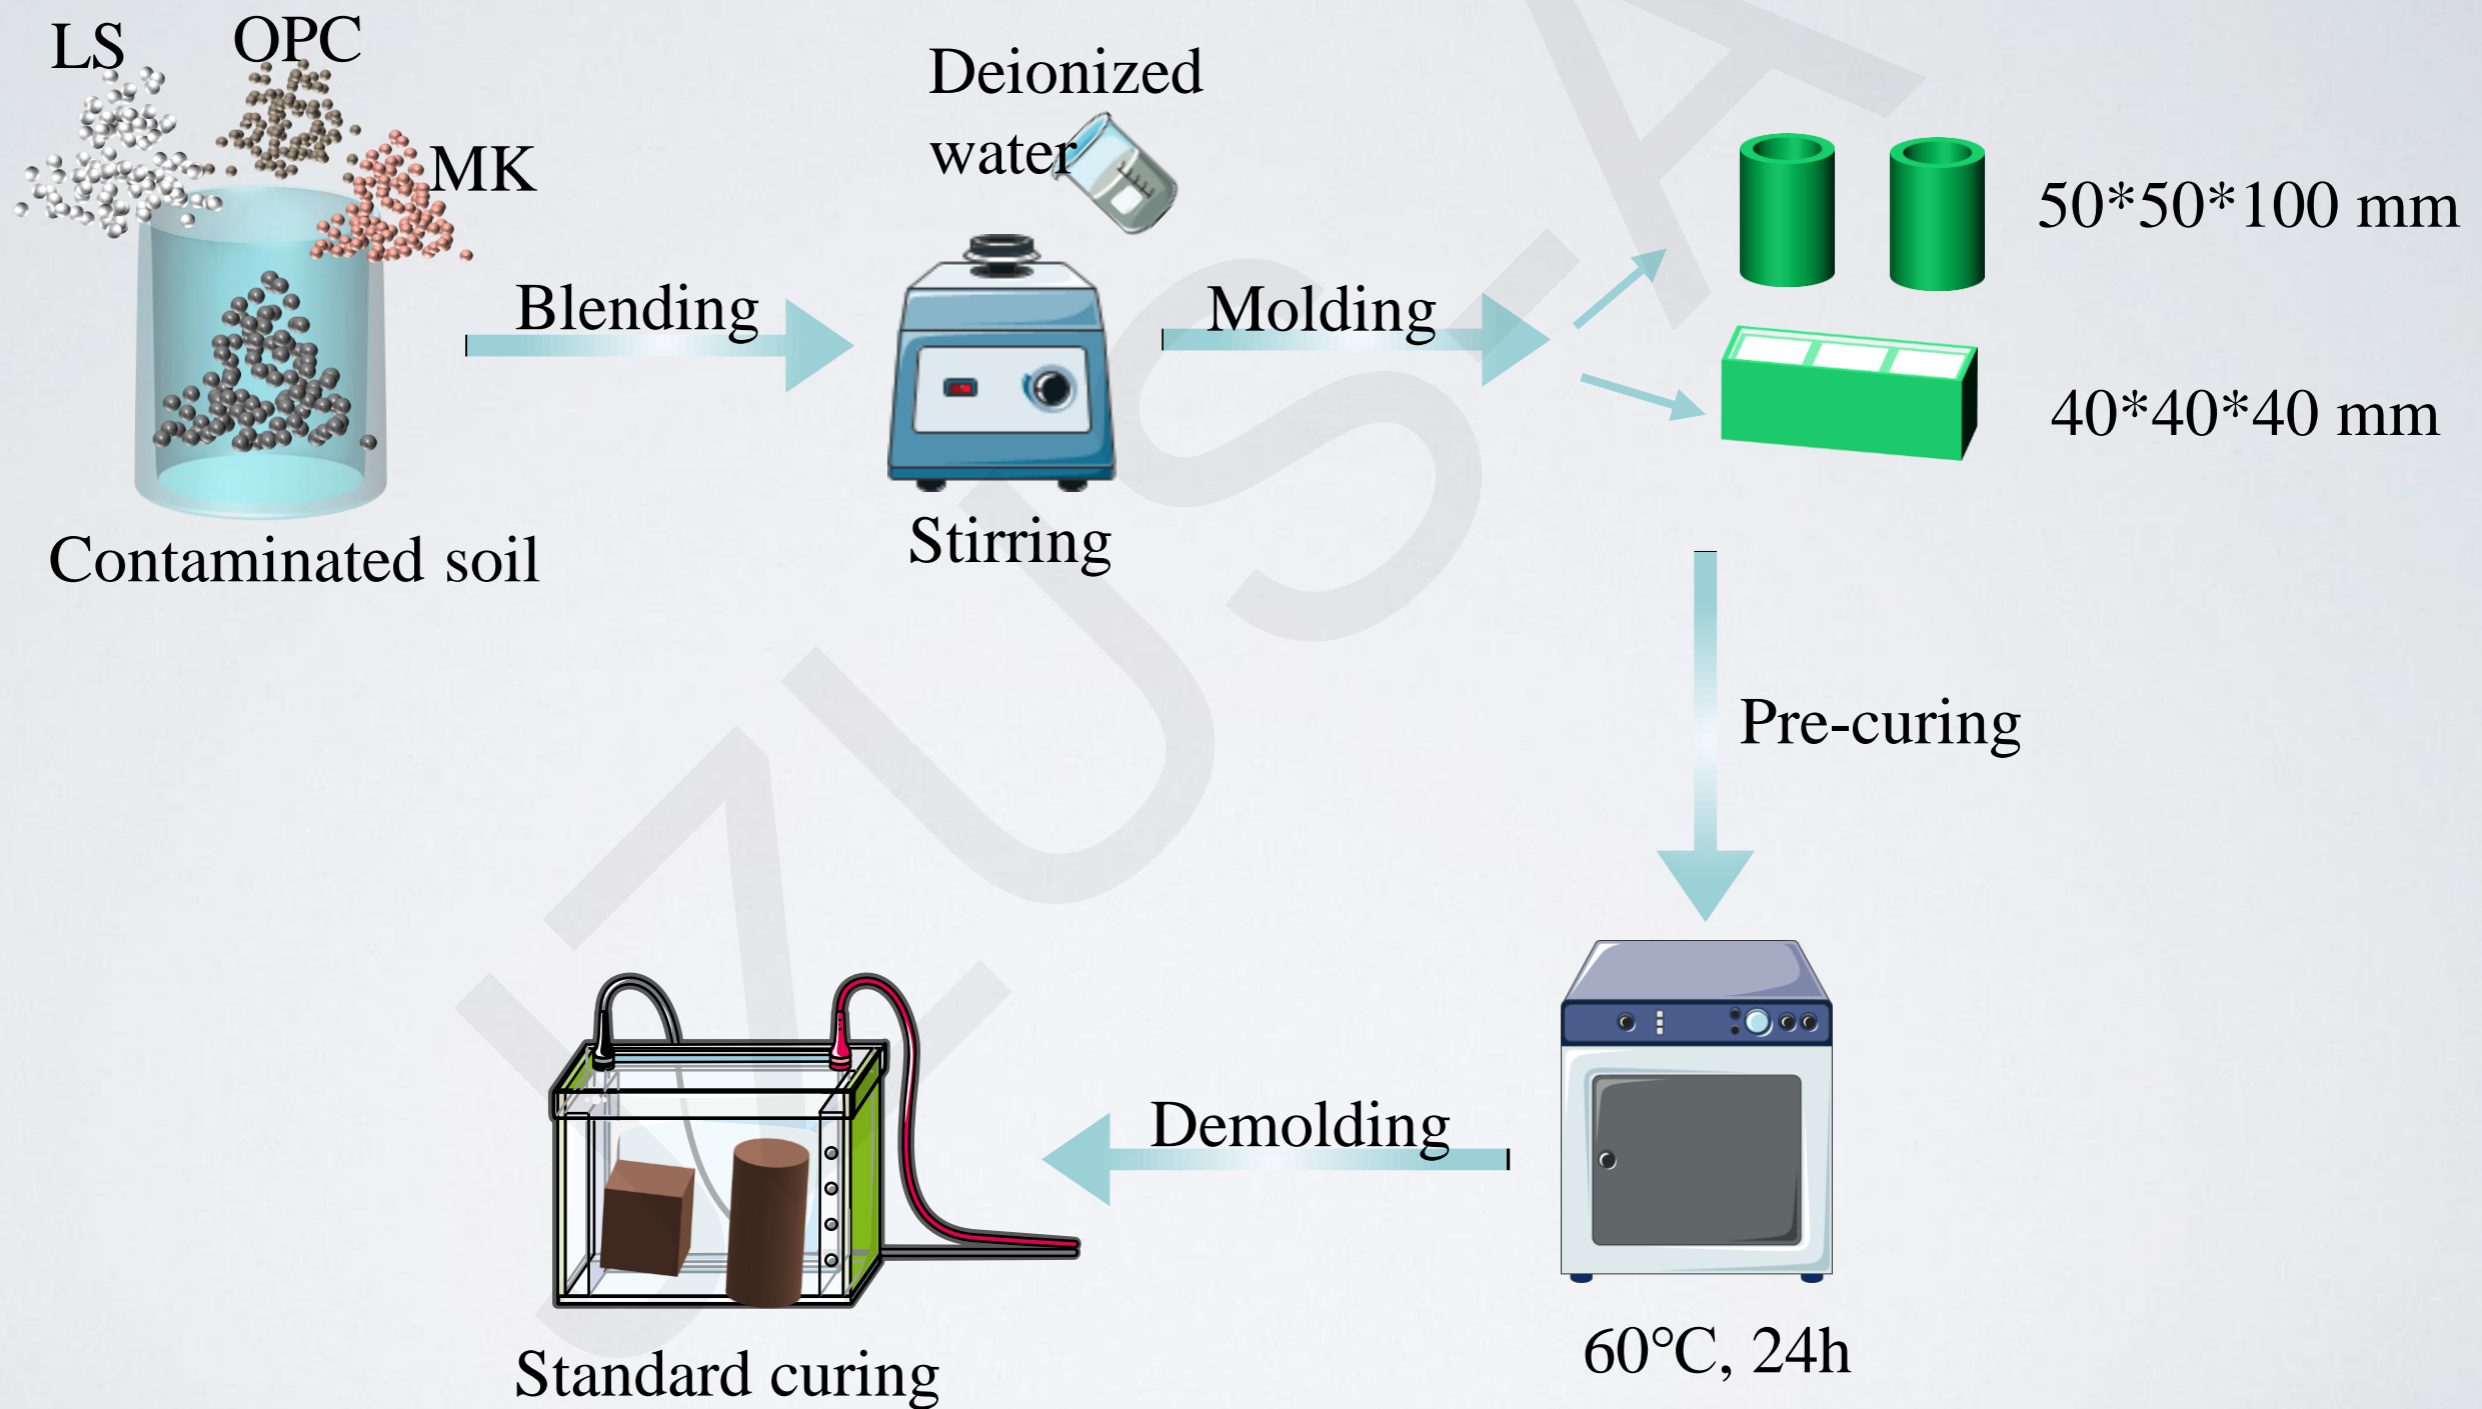 LS
OPC
MK
Contaminated soil
Blending
Deionized
water
Stirring
Molding
50*50*100 mm
40*40*40 mm
Pre-curing
60°C, 24h
Demolding
Standard curing
JZUS-A